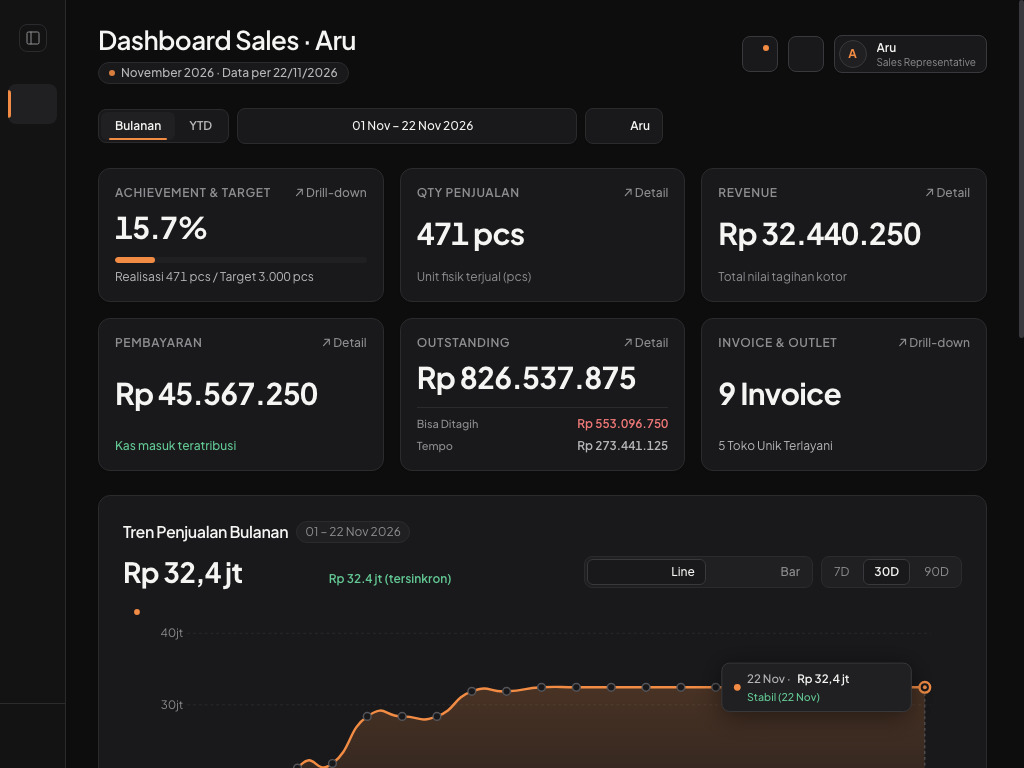 Dashboard Sales · Aru
November 2026 · Data per 22/11/2026
A
Aru
Sales Representative
Bulanan
YTD
01 Nov – 22 Nov 2026
Aru
ACHIEVEMENT & TARGET
Drill-down
15.7%
Realisasi 471 pcs / Target 3.000 pcs
QTY PENJUALAN
Detail
471 pcs
Unit fisik terjual (pcs)
REVENUE
Detail
Rp 32.440.250
Total nilai tagihan kotor
PEMBAYARAN
Detail
Rp 45.567.250
Kas masuk teratribusi
OUTSTANDING
Detail
Rp 826.537.875
Bisa Ditagih
Rp 553.096.750
Tempo
Rp 273.441.125
INVOICE & OUTLET
Drill-down
9 Invoice
5 Toko Unik Terlayani
Tren Penjualan Bulanan
01 – 22 Nov 2026
Rp 32,4 jt
Rp 32.4 jt (tersinkron)
Line
Bar
7D
30D
90D
40jt
22 Nov · Rp 32,4 jt
Stabil (22 Nov)
30jt